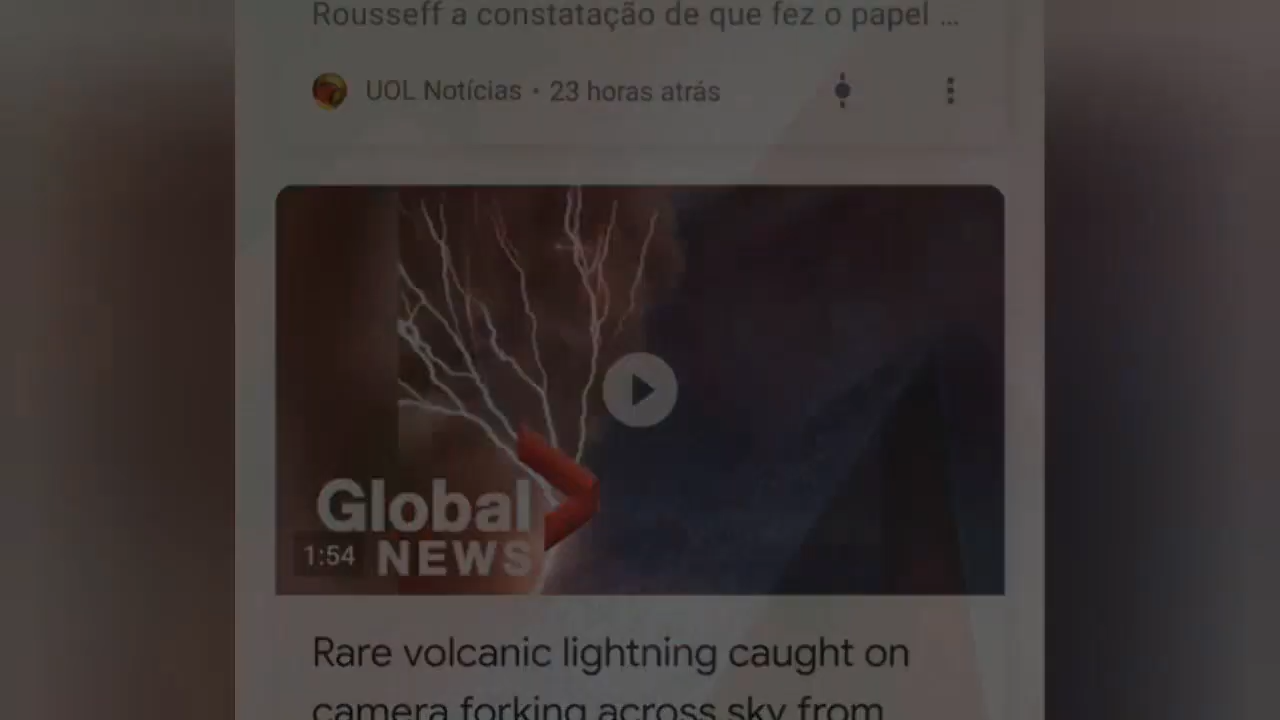 Rousseff a constatação de que fez o papel ...
UOL Notícias • 23 horas atrás
Global
NEWS
1:54
Rare volcanic lightning caught on
camera forking across sky from